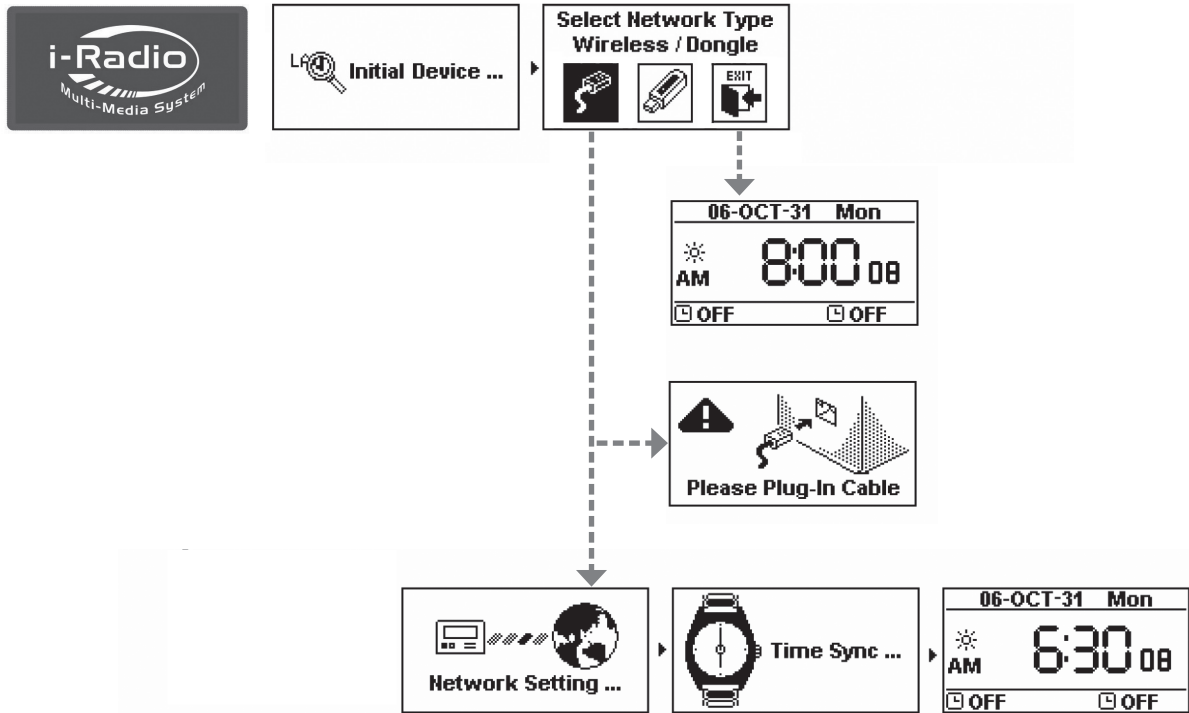 i-Radio
Multi-Media System
Initial Device ...
Select Network Type
Wireless / Dongle
EXIT
06-OCT-31 Mon
AM 8:00 08
OFF OFF
Please Plug-In Cable
Network Setting ...
Time Sync ...
06-OCT-31 Mon
AM 6:30 08
OFF OFF